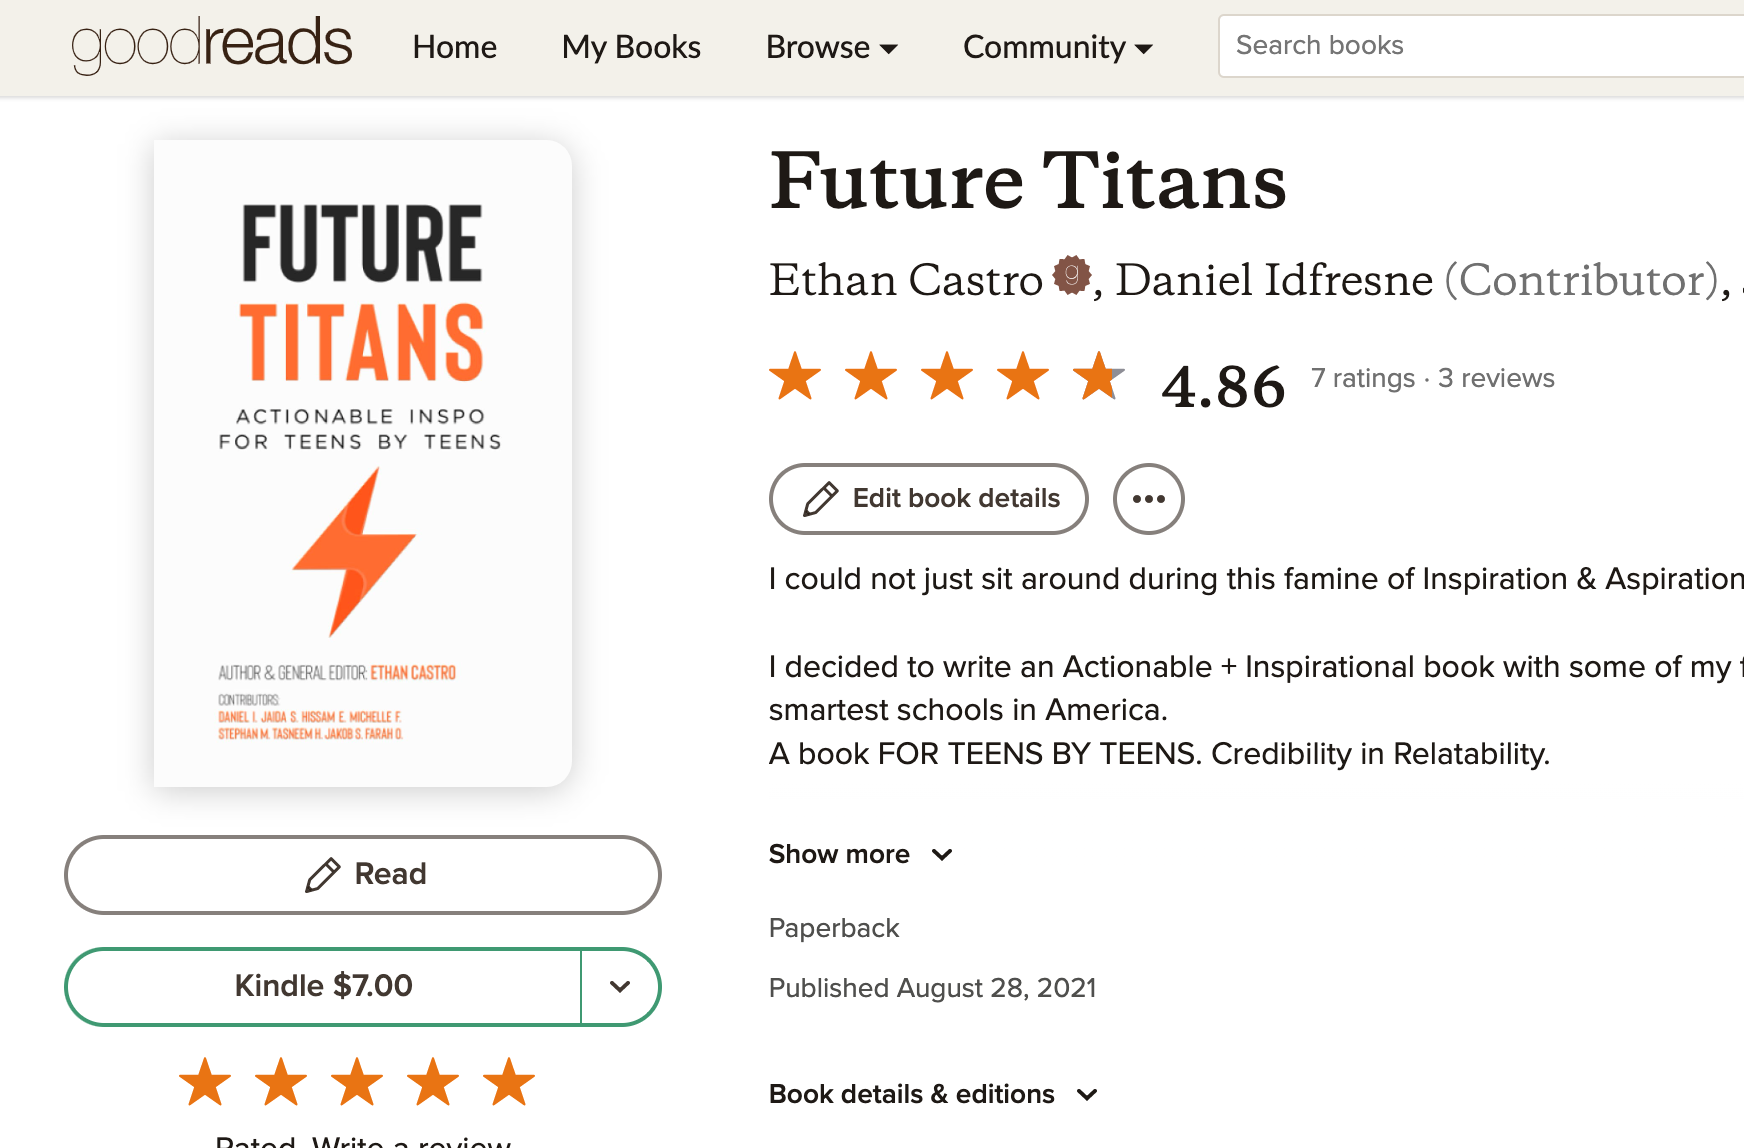 goodreads
Home
My Books
Browse
Community
Search books
FUTURE
TITANS
ACTIONABLE INSPO
FOR TEENS BY TEENS
AUTHOR & GENERAL EDITOR: ETHAN CASTRO
CONTRIBUTORS:
DANIEL I. JAIDA S. HISSAM E. MICHELLE F.
STEPHAN M. TASNEEM H. JAKOB S. FARAH O.
Read
Kindle $7.00
Rated. Write a review
Future Titans
Ethan Castro g, Daniel Idfresne (Contributor),
4.86 7 ratings · 3 reviews
Edit book details
I could not just sit around during this famine of Inspiration & Aspiration
I decided to write an Actionable + Inspirational book with some of my
smartest schools in America.
A book FOR TEENS BY TEENS. Credibility in Relatability.
Show more
Paperback
Published August 28, 2021
Book details & editions